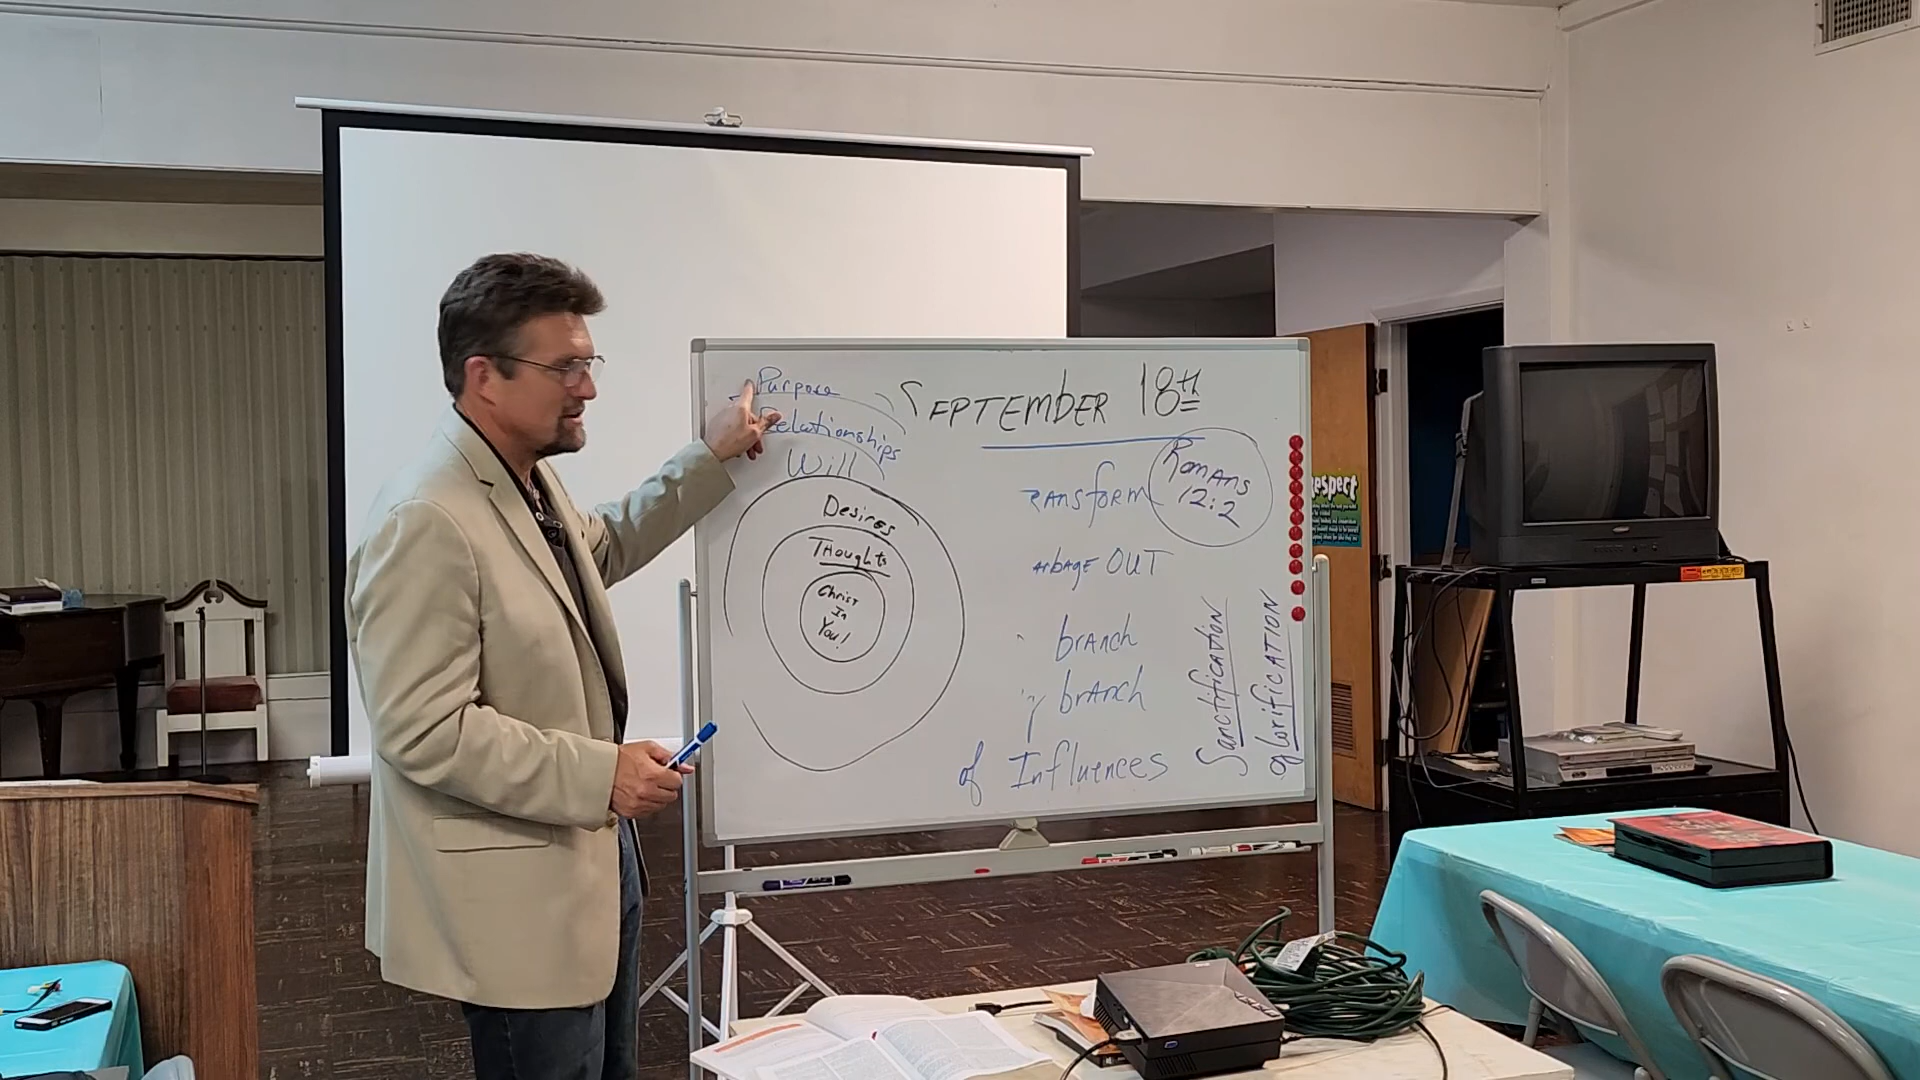 Purpose
Relationships
Will
Desires
Thoughts
Christ
In
You!
SEPTEMBER 18th
Romans
12:2
RANSFORM
ARbAgE OUT
brANch
brANch
of Influences
Sanctification
glorification
espect